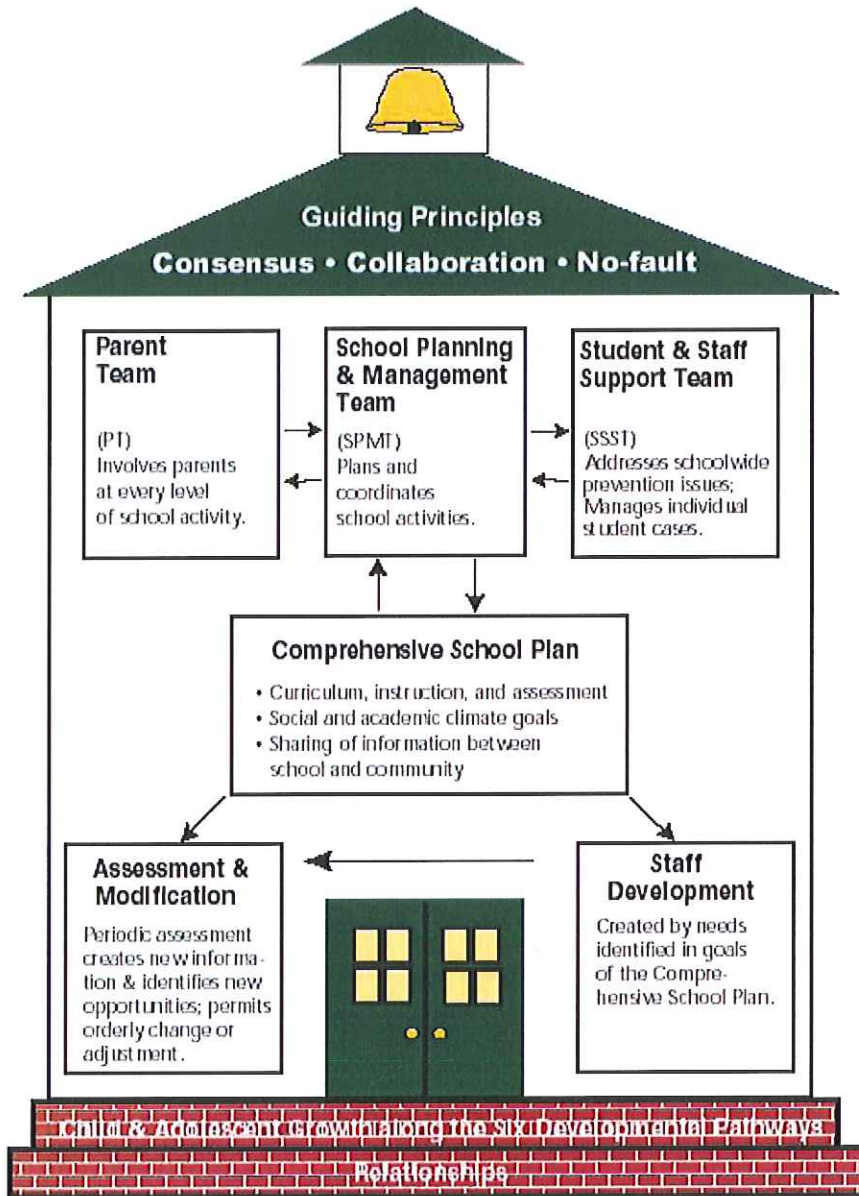 Guiding Principles
Consensus • Collaboration • No-fault
Parent
Team
(PT)
Involves parents
at every level
of school activity.
School Planning
& Management
Team
(SPMT)
Plans and
coordinates
school activities.
Student & Staff
Support Team
(SSST)
Addresses schoolwide
prevention issues;
Manages individual
student cases.
Comprehensive School Plan
• Curriculum, instruction, and assessment
• Social and academic climate goals
• Sharing of information between
school and community
Assessment &
Modification
Periodic assessment
creates new informa-
tion & identifies new
opportunities; permits
orderly change or
adjustment.
Staff
Development
Created by needs
identified in goals
of the Compre-
hensive School Plan.
Child & Adolescent Growth along the Six Developmental Pathways
Relationships